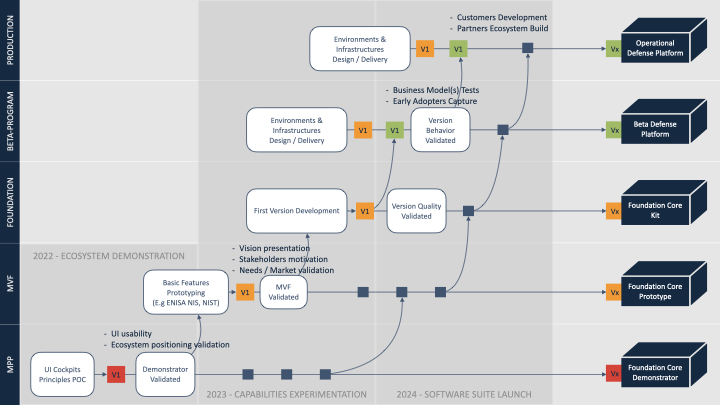 PRODUCTION
Environments &
Infrastructures
Design / Delivery
V1
V1
- Customers Development
- Partners Ecosystem Build
Vx
Operational
Defense Platform
BETA-PROGRAM
Environments &
Infrastructures
Design / Delivery
V1
V1
- Business Model(s) Tests
- Early Adopters Capture
Version
Behavior
Validated
Vx
Beta Defense
Platform
FOUNDATION
First Version Development
V1
Version Quality
Validated
Vx
Foundation Core
Kit
2022 - ECOSYSTEM DEMONSTRATION
MVF
Basic Features
Prototyping
(E.g ENISA NIS, NIST)
V1
- Vision presentation
- Stakeholders motivation
- Needs / Market validation
MVF
Validated
Vx
Foundation Core
Prototype
MPP
UI Cockpits
Principles POC
V1
- UI usability
- Ecosystem positioning validation
Demonstrator
Validated
Vx
Foundation Core
Demonstrator
2023 - CAPABILITIES EXPERIMENTATION
2024 - SOFTWARE SUITE LAUNCH